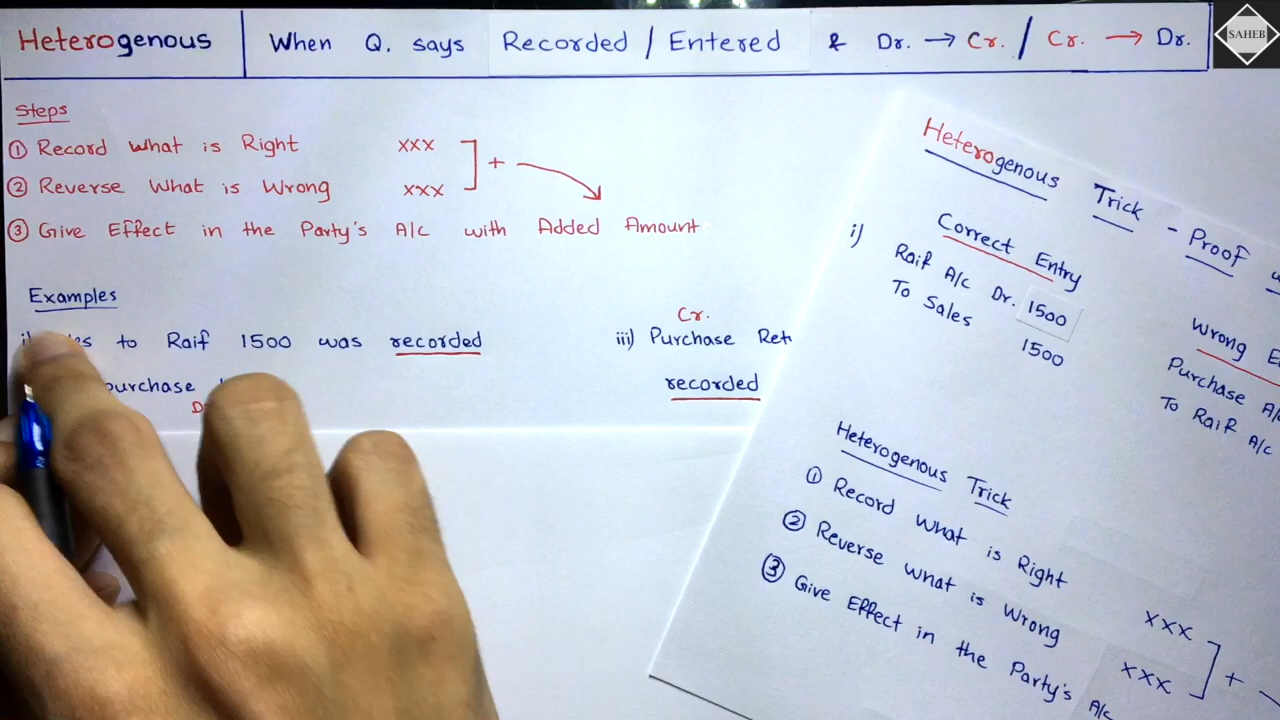 Heterogenous When Q. says Recorded / Entered & Dr. → Cr. / Cr. → Dr.
SAHEB
Steps
① Record What is Right xxx
② Reverse What is Wrong xxx
+
③ Give Effect in the Party's A/c with Added Amount
Examples
i) to Raif 1500 was recorded
purchase
Cr.
iii) Purchase
recorded
Heterogenous Trick - Proof
i) Correct Entry
Raif A/c Dr. 1500
To Sales 1500
Wrong
Purchase
To Raif A/c
Heterogenous Trick
① Record What is Right xxx
② Reverse What is Wrong xxx
+
③ Give Effect in the Party's A/c